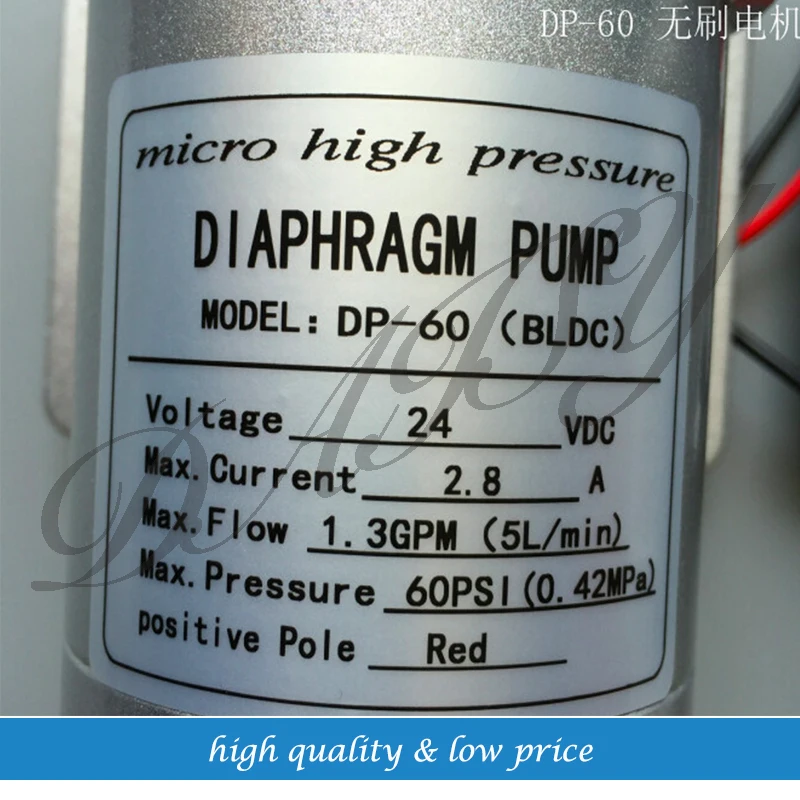 DP-60 无刷电机
micro high pressure
DIAPHRAGM PUMP
MODEL: DP-60 (BLDC)
Voltage 24 VDC
Max. Current 2.8 A
Max. Flow 1.3GPM (5L/min)
Max. Pressure 60PSI(0.42MPa)
positive Pole Red
DAISY
high quality & low price